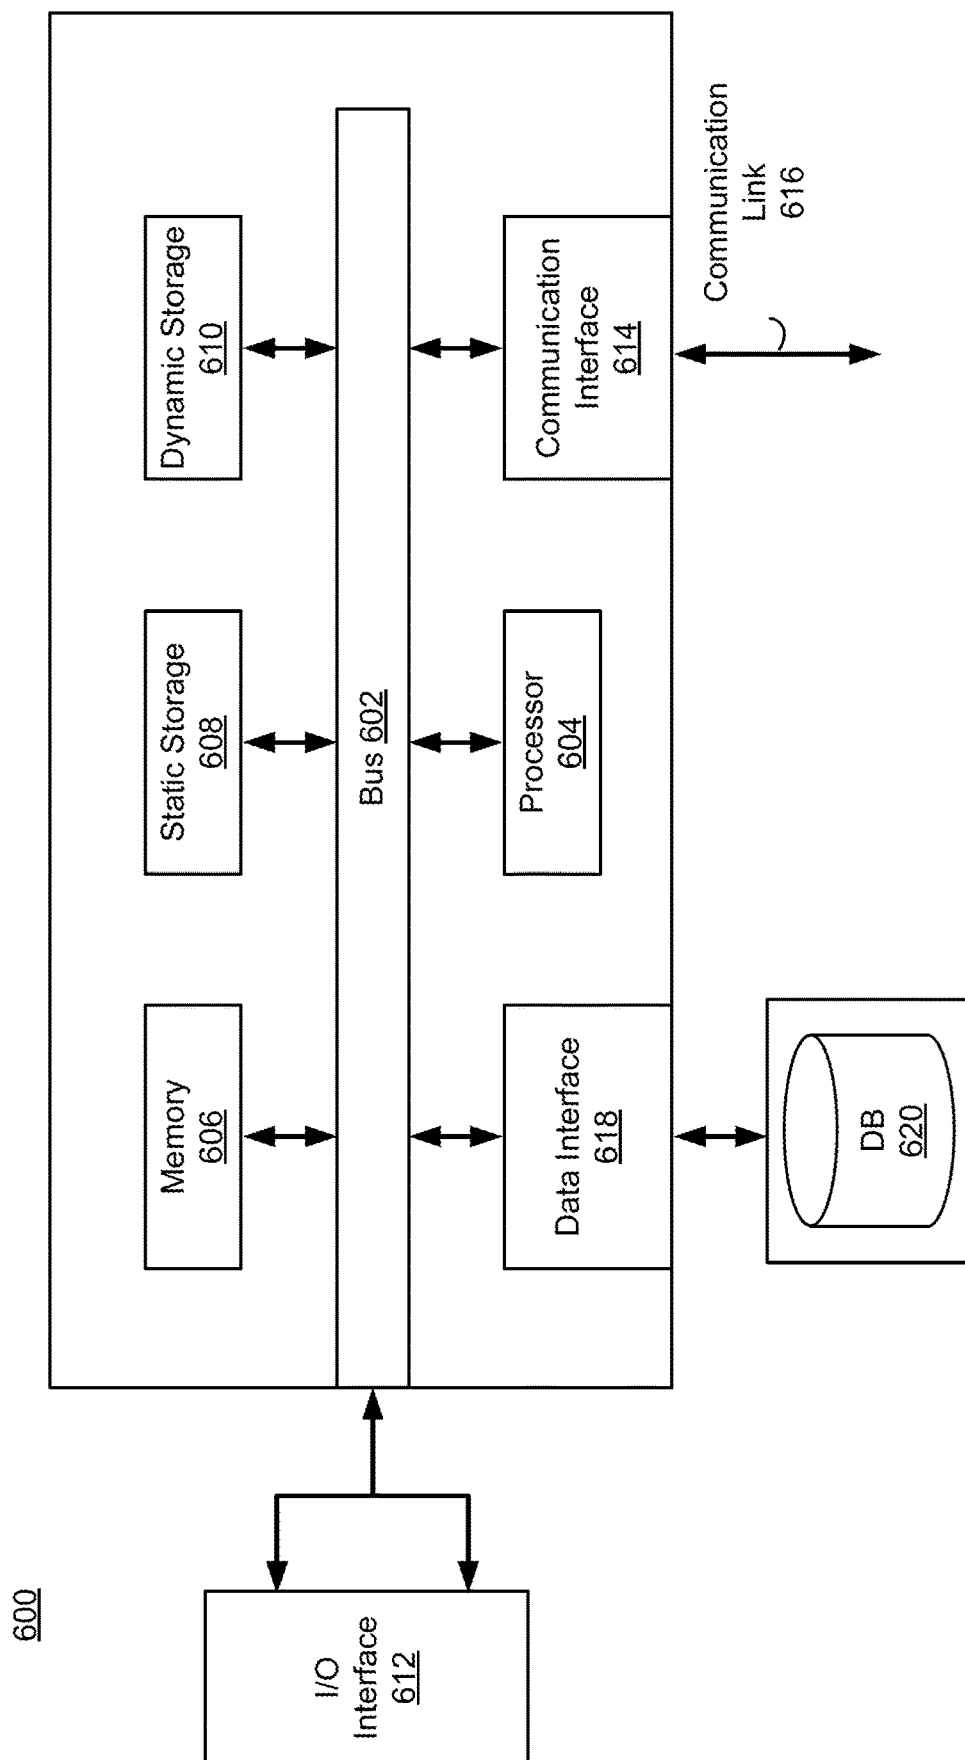 600
Memory
606
Static Storage
608
Dynamic Storage
610
I/O
Interface
612
Bus 602
Data Interface
618
Processor
604
Communication
Interface
614
DB
620
Communication
Link
616